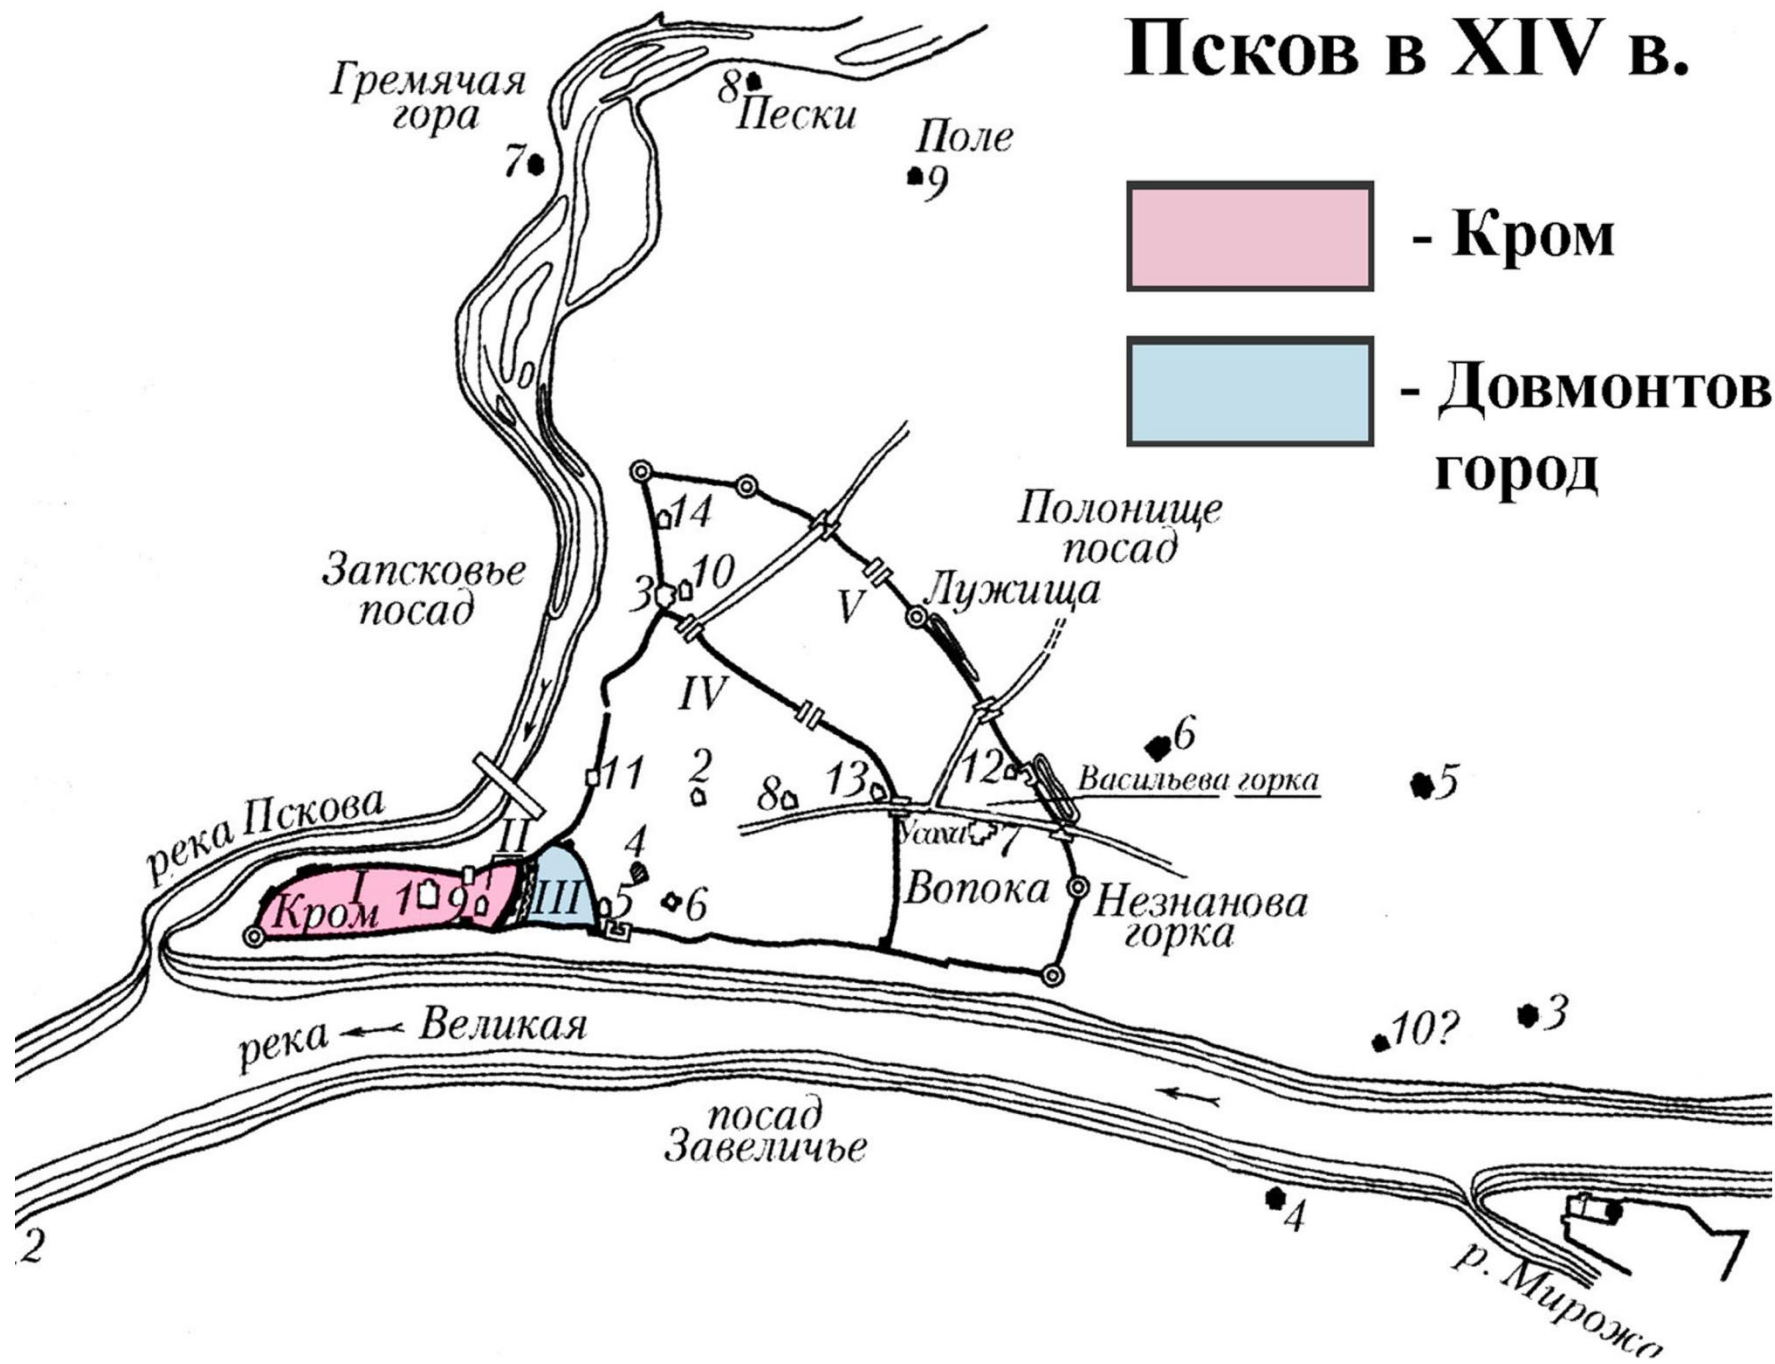 Псков в XIV в.
- Кром
- Довмонтов
город
Гремячая
гора
7
8
Пески
Поле
9
Запсковье
посад
14
3 10
Полонище
посад
Лужища
V
IV
6
5
11
2
8
13
12
Васильева горка
Усоха 7
река Пскова
II
4
I
Кром 1 9
III
5 6
Вопока
Незнанова
горка
10?
3
река
Великая
посад
Завеличье
4
1
2
р. Мирожа